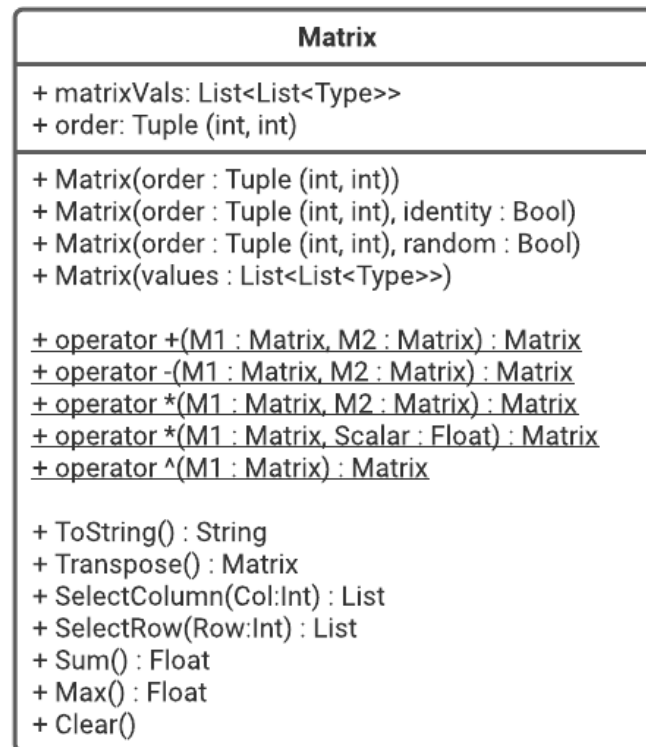 Matrix
+ matrixVals: List<List<Type>>
+ order: Tuple (int, int)
+ Matrix(order : Tuple (int, int))
+ Matrix(order : Tuple (int, int), identity : Bool)
+ Matrix(order : Tuple (int, int), random : Bool)
+ Matrix(values : List<List<Type>>)
+ operator +(M1 : Matrix, M2 : Matrix) : Matrix
+ operator -(M1 : Matrix, M2 : Matrix) : Matrix
+ operator *(M1 : Matrix, M2 : Matrix) : Matrix
+ operator *(M1 : Matrix, Scalar : Float) : Matrix
+ operator ^(M1 : Matrix) : Matrix
+ ToString() : String
+ Transpose() : Matrix
+ SelectColumn(Col:Int) : List
+ SelectRow(Row:Int) : List
+ Sum() : Float
+ Max() : Float
+ Clear()